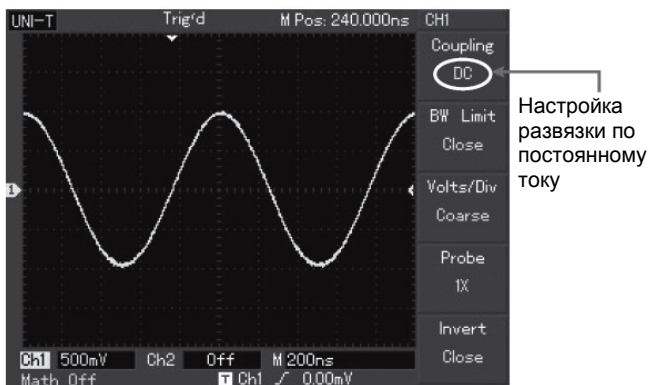 UNI-T Trig'd M Pos: 240.000ns CH1
Coupling
DC
BW Limit
Close
Volts/Div
Coarse
Probe
1X
Invert
Close
1
Ch1 500mV Ch2 Off M 200ns
Math Off T Ch1 0.00mV
Настройка
развязки по
постоянному
току